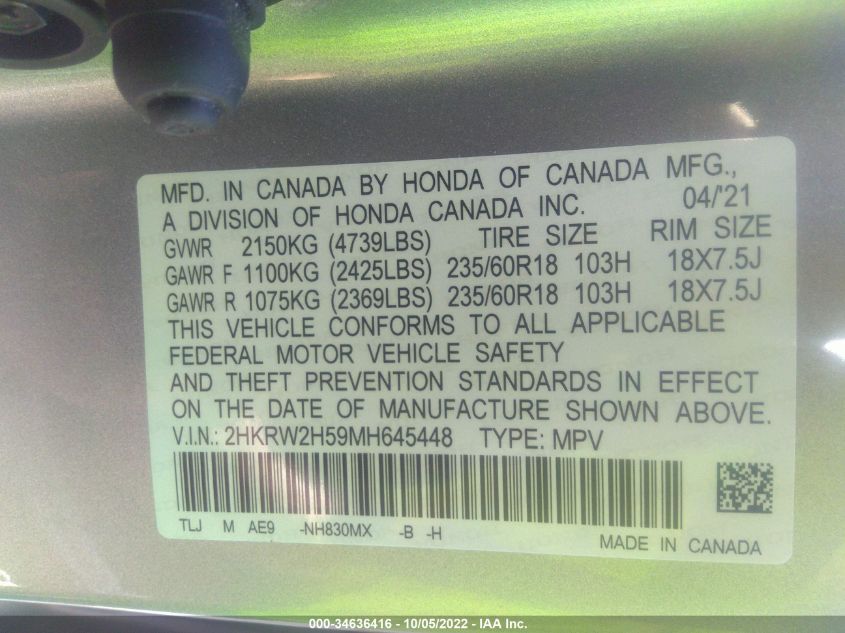 MFD. IN CANADA BY HONDA OF CANADA MFG.,
A DIVISION OF HONDA CANADA INC. 04/'21
GVWR 2150KG (4739LBS) TIRE SIZE RIM SIZE
GAWR F 1100KG (2425LBS) 235/60R18 103H 18X7.5J
GAWR R 1075KG (2369LBS) 235/60R18 103H 18X7.5J
THIS VEHICLE CONFORMS TO ALL APPLICABLE
FEDERAL MOTOR VEHICLE SAFETY
AND THEFT PREVENTION STANDARDS IN EFFECT
ON THE DATE OF MANUFACTURE SHOWN ABOVE.
V.I.N.: 2HKRW2H59MH645448 TYPE: MPV
TLJ M AE9 -NH830MX -B -H
MADE IN CANADA
000-34636416 - 10/05/2022 - IAA Inc.